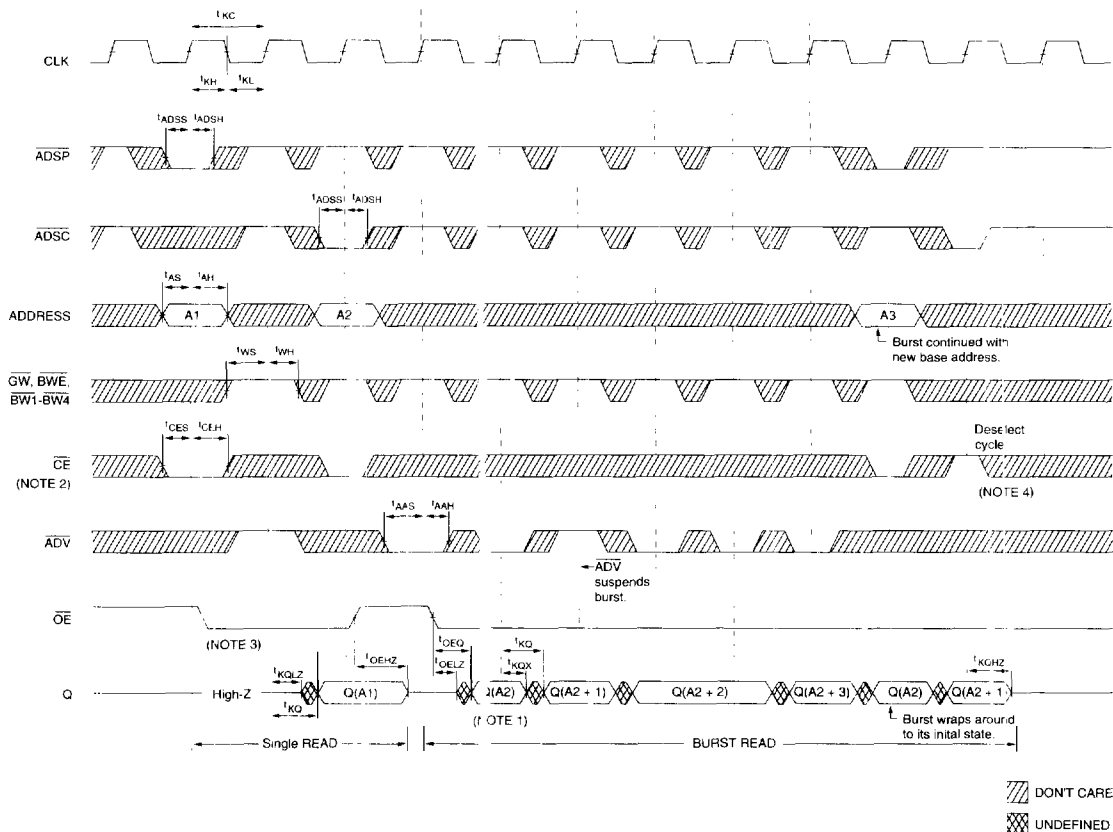 tKC
CLK
tKH tKL
tADSS tADSH
ADSP
tADSS tADSH
ADSC
tAS tAH
ADDRESS A1 A2 A3
Burst continued with
new base address.
tWS tWH
GW, BWE,
BW1-BW4
tCES tCEH
Deselect
cycle
CE
(NOTE 2)
(NOTE 4)
tAAS tAAH
ADV
ADV
suspends
burst.
OE
(NOTE 3)
tOEQ tKQ
tKQLZ tOEHZ tOELZ tKQX tKQHZ
Q High-Z Q(A1) Q(A2) Q(A2 + 1) Q(A2 + 2) Q(A2 + 3) Q(A2) Q(A2 + 1)
tKQ
(NOTE 1)
Burst wraps around
to its inital state.
Single READ BURST READ
DON'T CARE
UNDEFINED